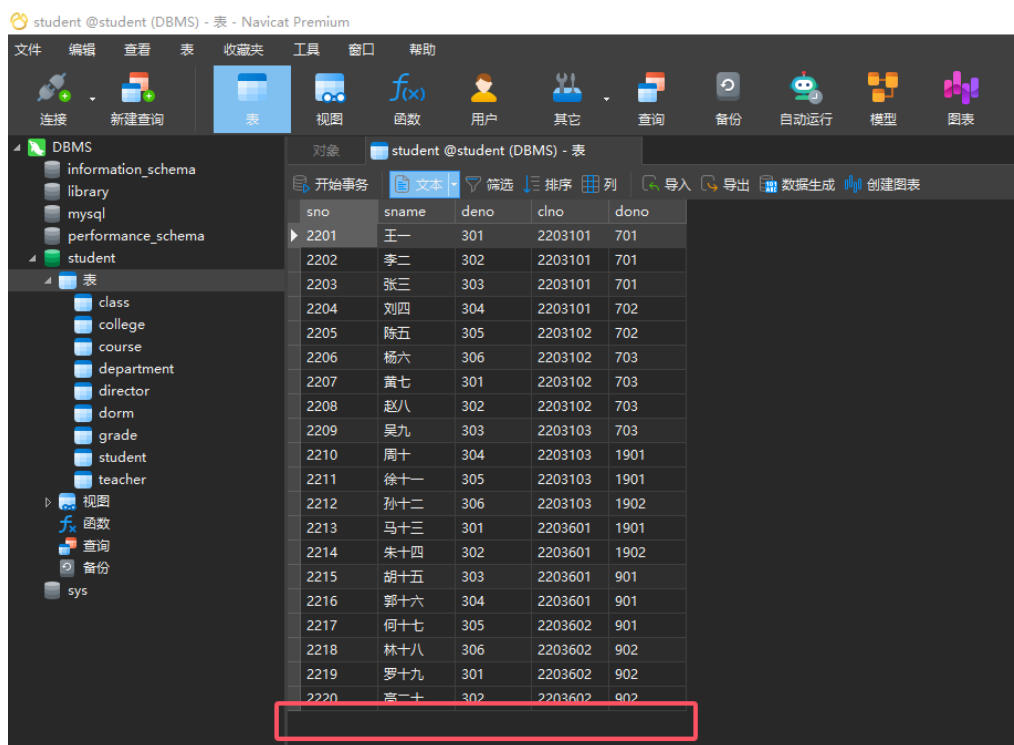 student @student (DBMS) - 表 - Navicat Premium
文件 编辑 查看 表 收藏夹 工具 窗口 帮助
连接 新建查询 表 视图 函数 用户 其它 查询 备份 自动运行 模型 图表
DBMS
information_schema
library
mysql
performance_schema
student
表
class
college
course
department
director
dorm
grade
student
teacher
视图
函数
查询
备份
sys
对象 student @student (DBMS) - 表
开始事务 文本 筛选 排序 列 导入 导出 数据生成 创建图表
sno sname deno clno dono
2201 王一 301 2203101 701
2202 李二 302 2203101 701
2203 张三 303 2203101 701
2204 刘四 304 2203101 702
2205 陈五 305 2203102 702
2206 杨六 306 2203102 703
2207 黄七 301 2203102 703
2208 赵八 302 2203102 703
2209 吴九 303 2203103 703
2210 周十 304 2203103 1901
2211 徐十一 305 2203103 1901
2212 孙十二 306 2203103 1902
2213 马十三 301 2203601 1901
2214 朱十四 302 2203601 1902
2215 胡十五 303 2203601 901
2216 郭十六 304 2203601 901
2217 何十七 305 2203602 901
2218 林十八 306 2203602 902
2219 罗十九 301 2203602 902
2220 高二十 302 2203602 902